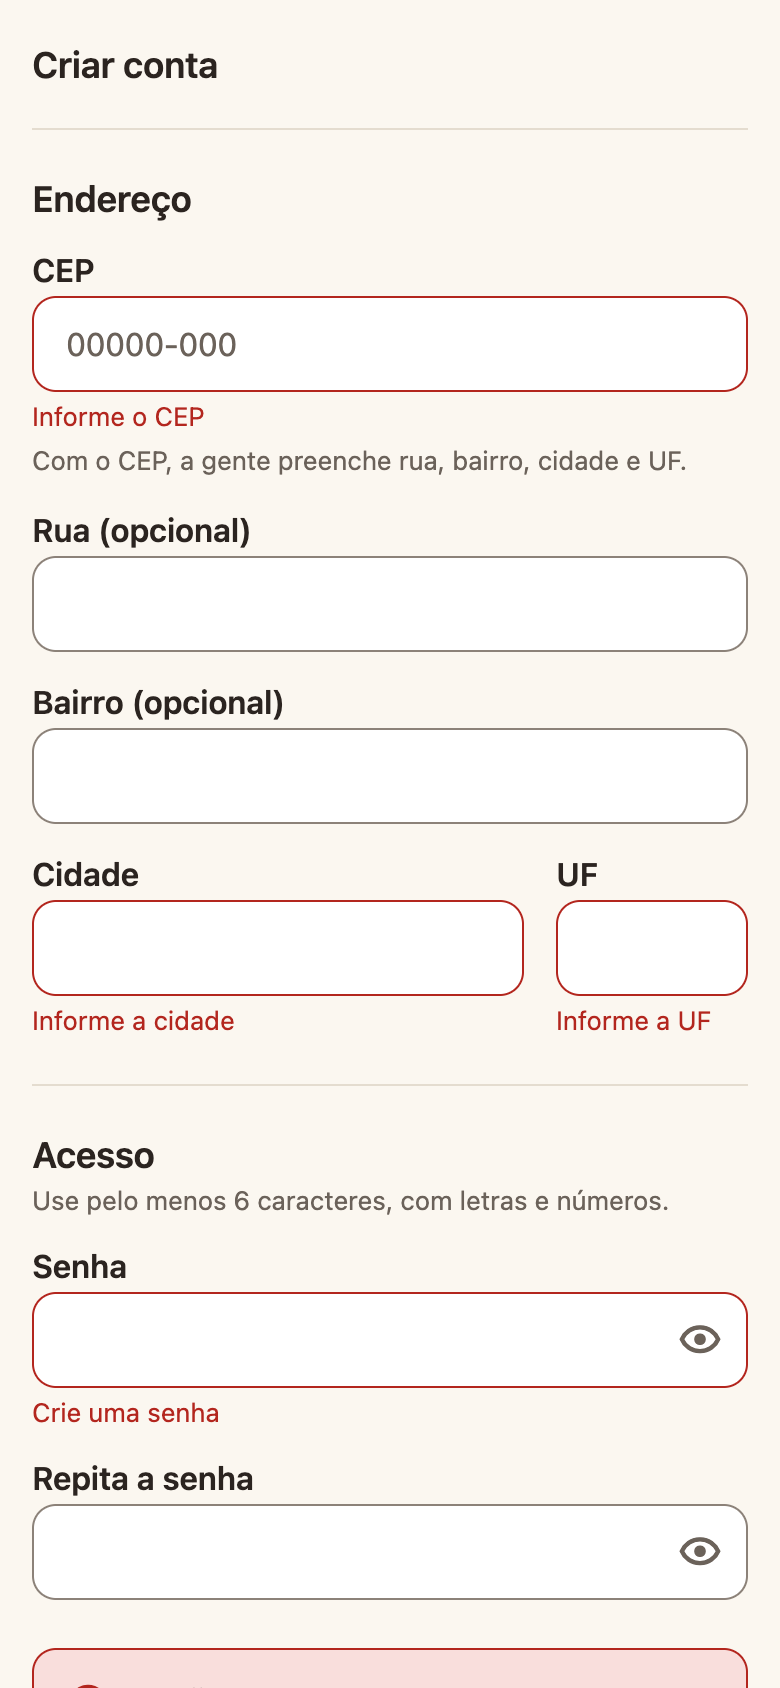 Criar conta
Endereço
CEP
00000-000
Informe o CEP
Com o CEP, a gente preenche rua, bairro, cidade e UF.
Rua (opcional)
Bairro (opcional)
Cidade
UF
Informe a cidade
Informe a UF
Acesso
Use pelo menos 6 caracteres, com letras e números.
Senha
Crie uma senha
Repita a senha